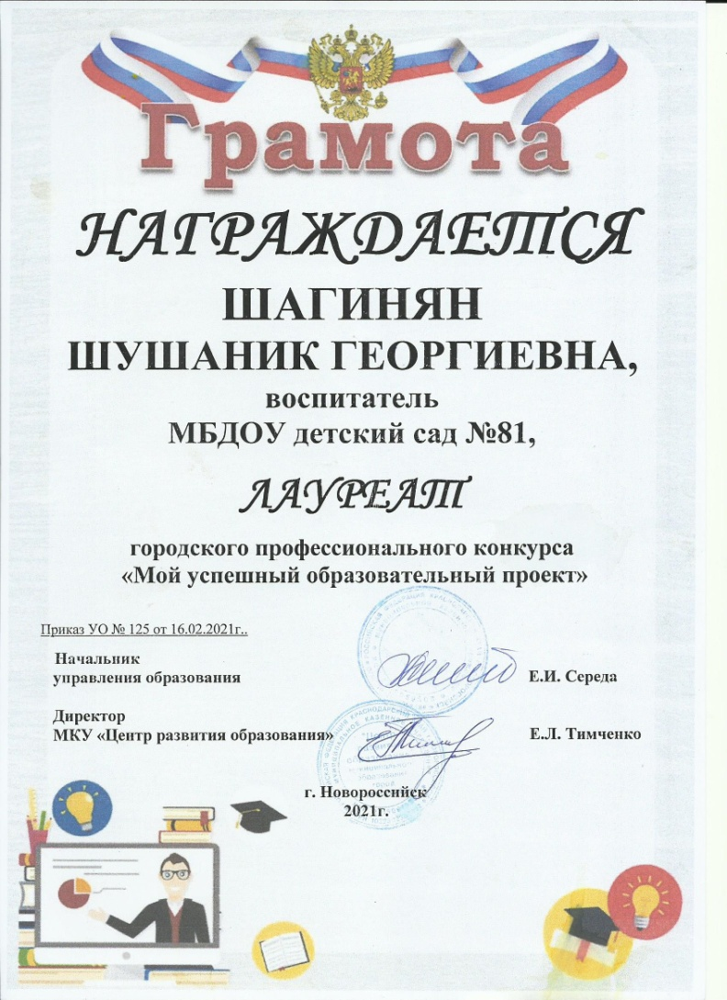 Грамота
НАГРАЖДАЕТСЯ
ШАГИНЯН
ШУШАНИК ГЕОРГИЕВНА,
воспитатель
МБДОУ детский сад №81,
ЛАУРЕАТ
городского профессионального конкурса
«Мой успешный образовательный проект»
Приказ УО № 125 от 16.02.2021г..
Начальник
управления образования
Е.И. Середа
Директор
МКУ «Центр развития образования»
Е.Л. Тимченко
г. Новороссийск
2021г.